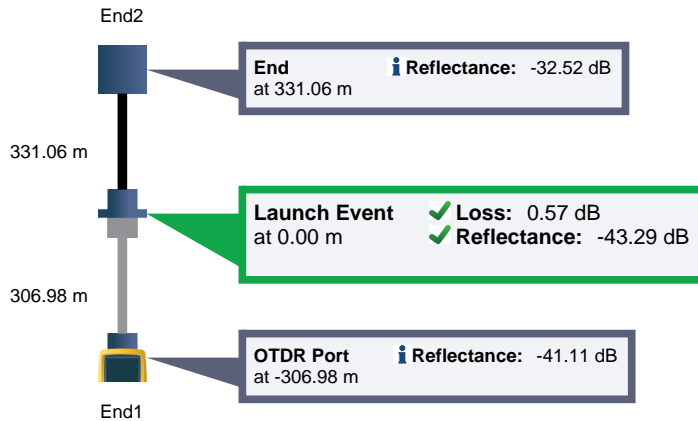 End2
End i Reflectance: -32.52 dB
at 331.06 m
331.06 m
Launch Event Loss: 0.57 dB
at 0.00 m Reflectance: -43.29 dB
306.98 m
OTDR Port i Reflectance: -41.11 dB
at -306.98 m
End1